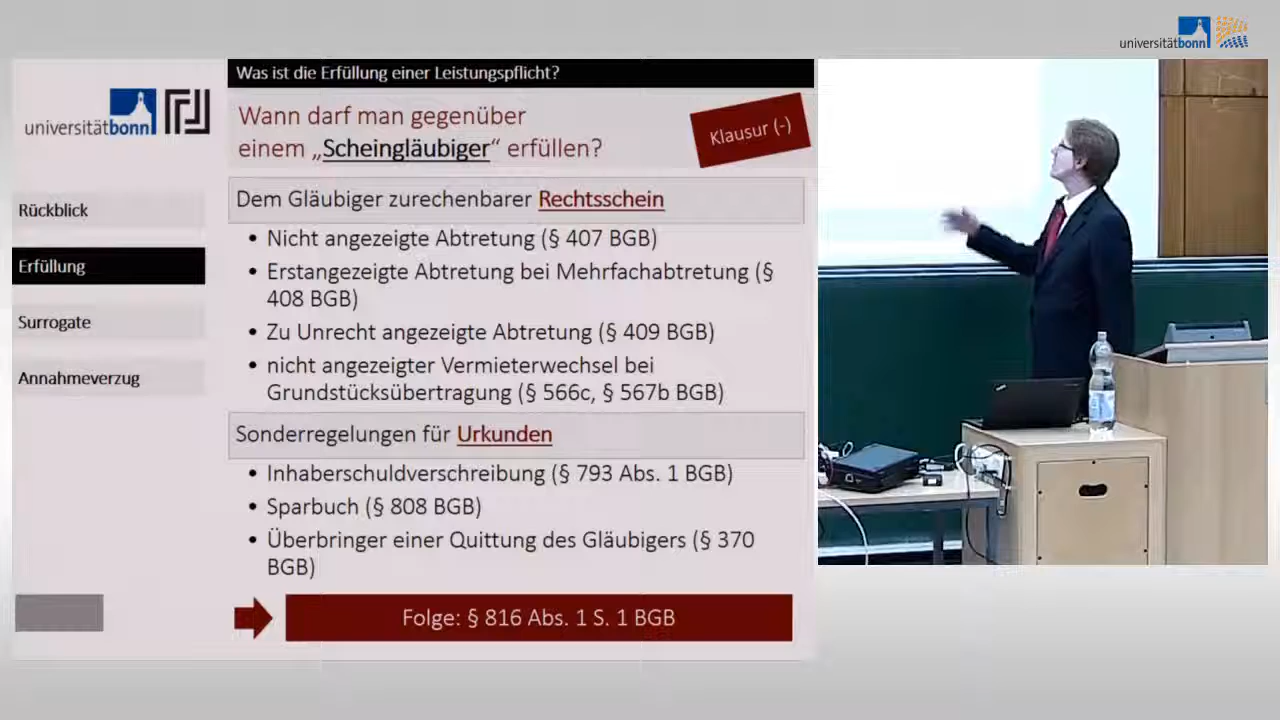 universitätbonn
Was ist die Erfüllung einer Leistungspflicht?
universitätbonn
Wann darf man gegenüber
einem „Scheingläubiger“ erfüllen?
Klausur (-)
Rückblick
Erfüllung
Surrogate
Annahmeverzug
Dem Gläubiger zurechenbarer Rechtsschein
• Nicht angezeigte Abtretung (§ 407 BGB)
• Erstangezeigte Abtretung bei Mehrfachabtretung (§
408 BGB)
• Zu Unrecht angezeigte Abtretung (§ 409 BGB)
• nicht angezeigter Vermieterwechsel bei
Grundstücksübertragung (§ 566c, § 567b BGB)
Sonderregelungen für Urkunden
• Inhaberschuldverschreibung (§ 793 Abs. 1 BGB)
• Sparbuch (§ 808 BGB)
• Überbringer einer Quittung des Gläubigers (§ 370
BGB)
Folge: § 816 Abs. 1 S. 1 BGB